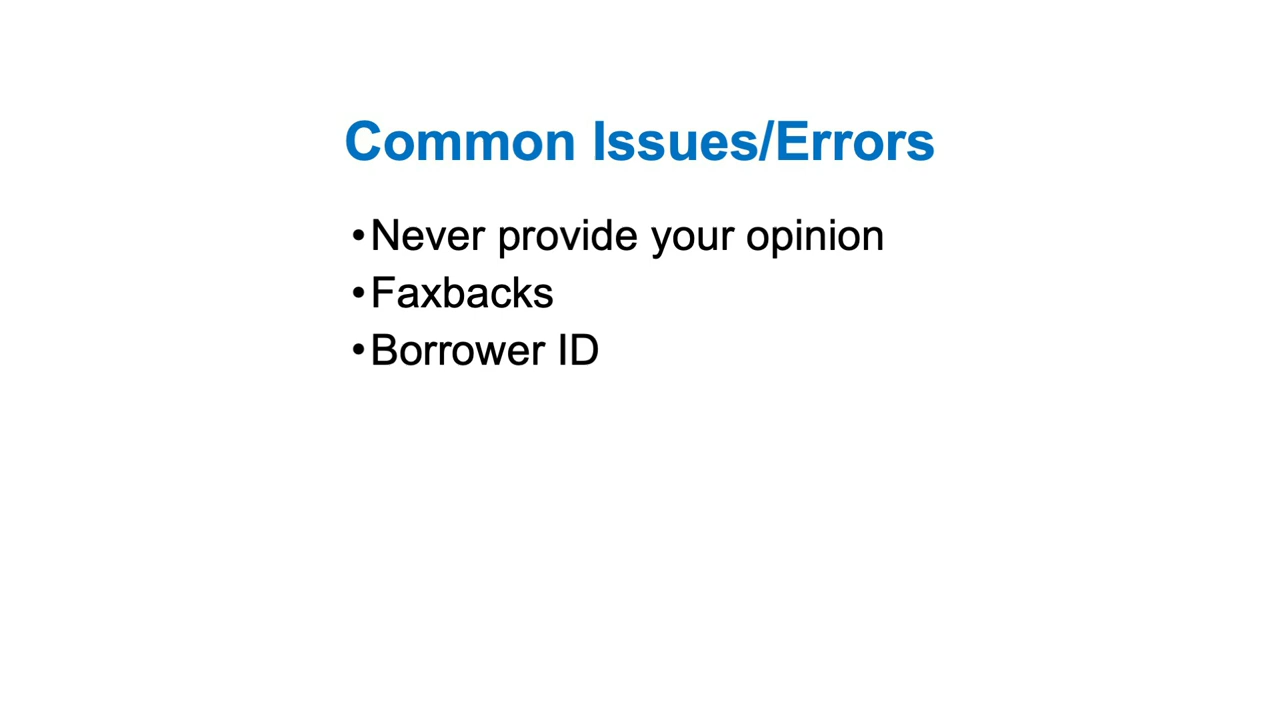 Common Issues/Errors
•Never provide your opinion
•Faxbacks
•Borrower ID